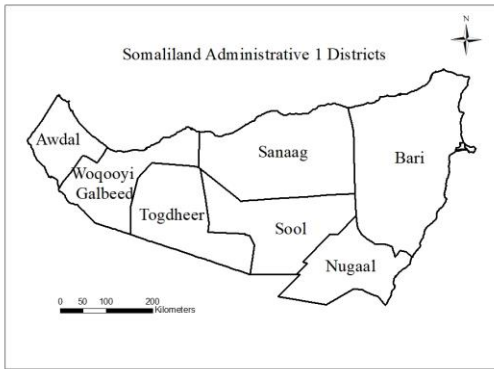 N
Somaliland Administrative 1 Districts
Awdal
Woqooyi
Galbeed
Togdheer
Sanaag
Sool
Bari
Nugaal
0 50 100 200
Kilometers